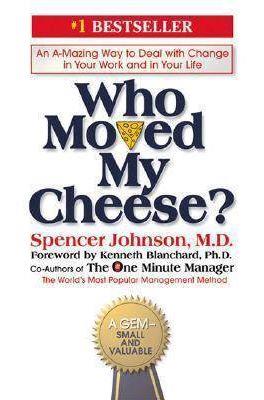 #1 BESTSELLER
An A-Mazing Way to Deal with Change
in Your Work and in Your Life
Who
Moved
My
Cheese?
Spencer Johnson, M.D.
Foreword by Kenneth Blanchard, Ph.D.
Co-Authors of The One Minute Manager
The World's Most Popular Management Method
A GEM–
SMALL AND
VALUABLE